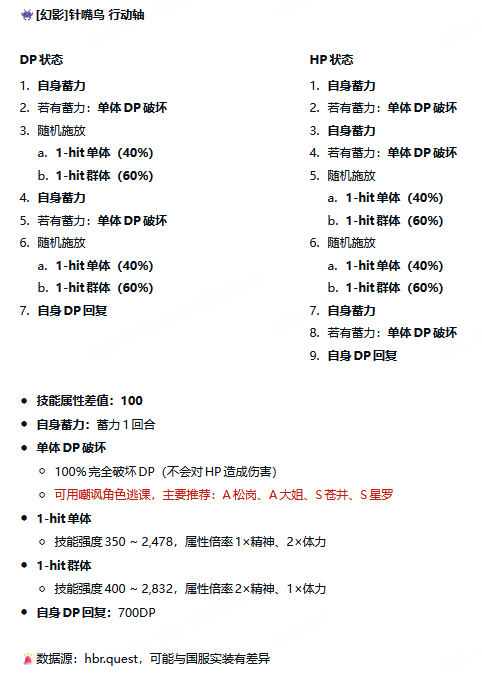 [幻影]针嘴鸟 行动轴
DP 状态
1. 自身蓄力
2. 若有蓄力：单体 DP 破坏
3. 随机施放
a. 1-hit 单体（40%）
b. 1-hit 群体（60%）
4. 自身蓄力
5. 若有蓄力：单体 DP 破坏
6. 随机施放
a. 1-hit 单体（40%）
b. 1-hit 群体（60%）
7. 自身 DP 回复
HP 状态
1. 自身蓄力
2. 若有蓄力：单体 DP 破坏
3. 自身蓄力
4. 若有蓄力：单体 DP 破坏
5. 随机施放
a. 1-hit 单体（40%）
b. 1-hit 群体（60%）
6. 随机施放
a. 1-hit 单体（40%）
b. 1-hit 群体（60%）
7. 自身蓄力
8. 若有蓄力：单体 DP 破坏
9. 自身 DP 回复
• 技能属性差值：100
• 自身蓄力：蓄力 1 回合
• 单体 DP 破坏
○ 100% 完全破坏 DP（不会对 HP 造成伤害）
○ 可用嘲讽角色逃课，主要推荐：A 松岗、A 大姐、S 苍井、S 星罗
• 1-hit 单体
○ 技能强度 350 ~ 2,478，属性倍率 1×精神、2×体力
• 1-hit 群体
○ 技能强度 400 ~ 2,832，属性倍率 2×精神、1×体力
• 自身 DP 回复：700DP
数据源：hbr.quest，可能与国服实装有差异